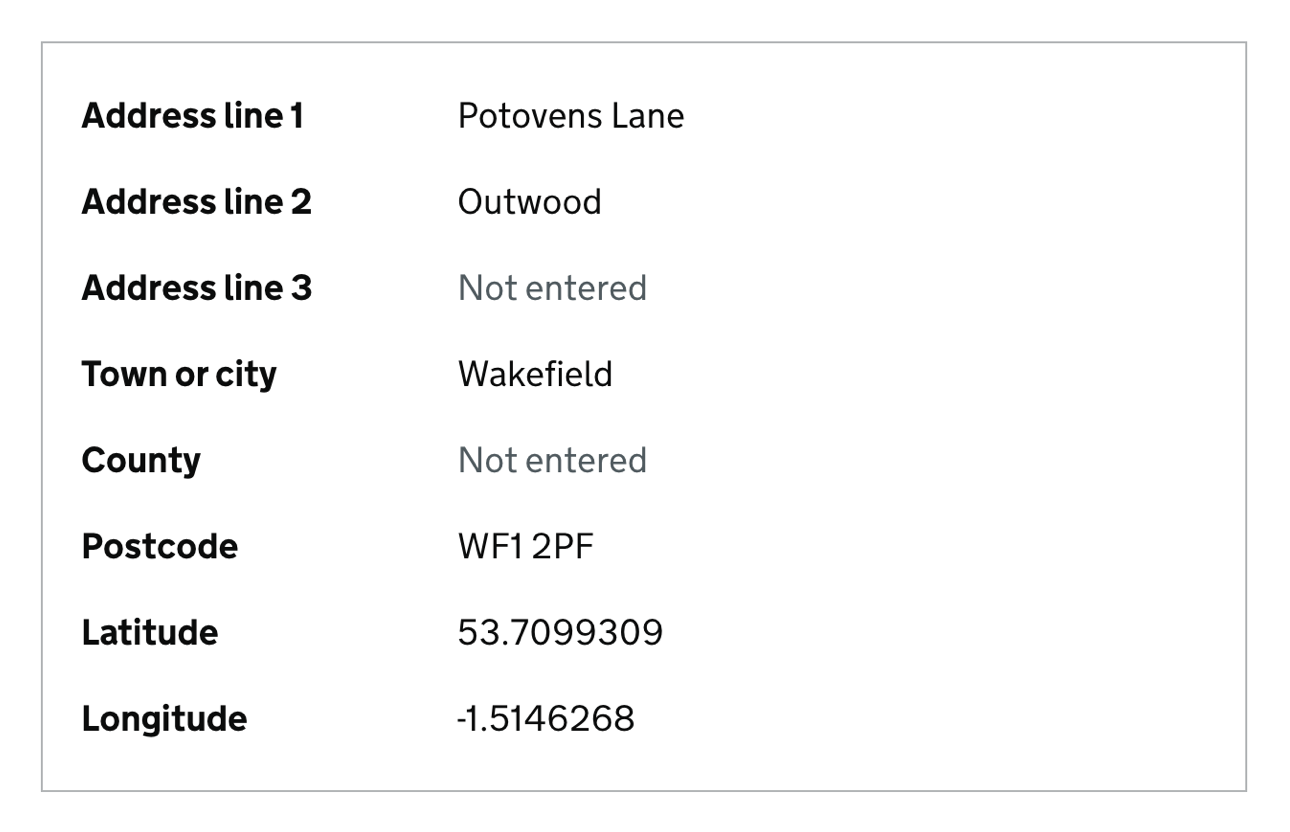 Address line 1 Potovens Lane
Address line 2 Outwood
Address line 3 Not entered
Town or city Wakefield
County Not entered
Postcode WF1 2PF
Latitude 53.7099309
Longitude -1.5146268